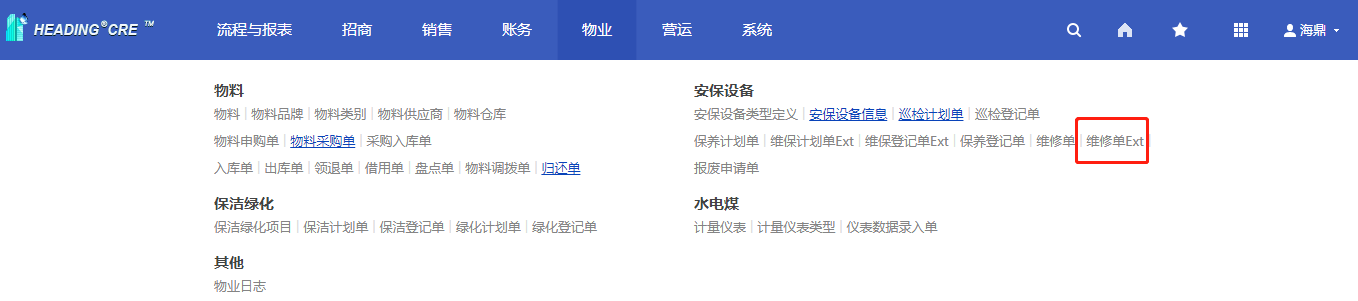 HEADING®CRE ™ 流程与报表 招商 销售 账务 物业 营运 系统 海鼎
物料
物料 | 物料品牌 | 物料类别 | 物料供应商 | 物料仓库
物料申购单 | 物料采购单 | 采购入库单
入库单 | 出库单 | 领退单 | 借用单 | 盘点单 | 物料调拨单 | 归还单
保洁绿化
保洁绿化项目 | 保洁计划单 | 保洁登记单 | 绿化计划单 | 绿化登记单
其他
物业日志
安保设备
安保设备类型定义 | 安保设备信息 | 巡检计划单 | 巡检登记单
保养计划单 | 维保计划单Ext | 维保登记单Ext | 保养登记单 | 维修单 | 维修单Ext |
报废申请单
水电煤
计量仪表 | 计量仪表类型 | 仪表数据录入单